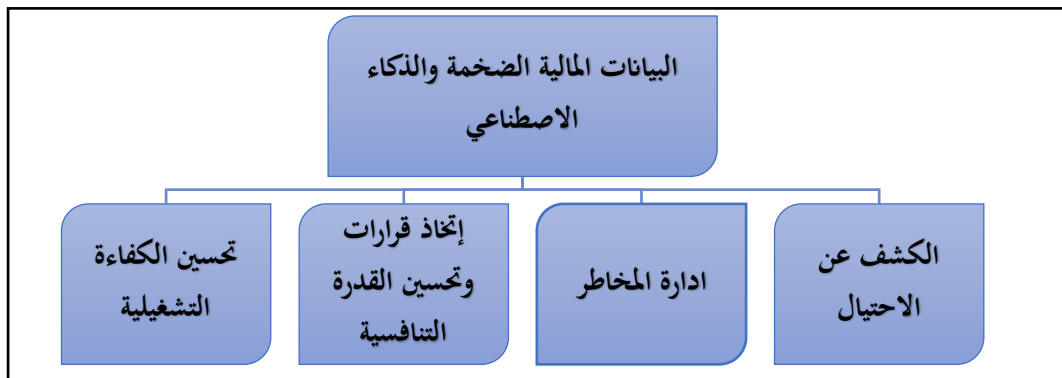 البيانات المالية الضخمة والذكاء
الاصطناعي
الكشف عن
الاحتيال
ادارة المخاطر
إتخاذ قرارات
وتحسين القدرة
التنافسية
تحسين الكفاءة
التشغيلية